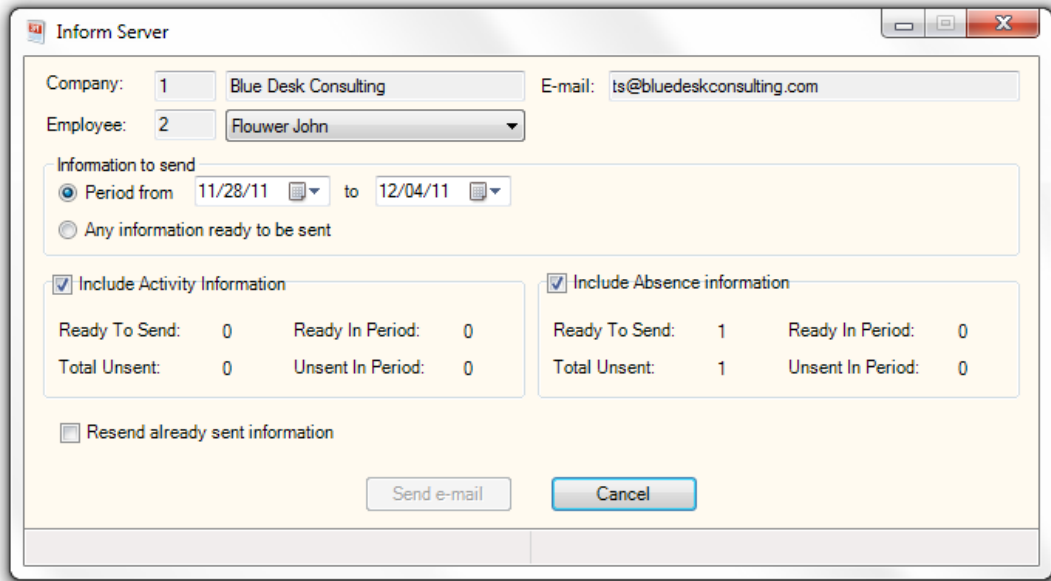 Inform Server
Company: 1 Blue Desk Consulting E-mail: ts@bluedeskconsulting.com
Employee: 2 Flouwer John
Information to send
Period from 11/28/11 to 12/04/11
Any information ready to be sent
Include Activity Information Include Absence information
Ready To Send: 0 Ready In Period: 0 Ready To Send: 1 Ready In Period: 0
Total Unsent: 0 Unsent In Period: 0 Total Unsent: 1 Unsent In Period: 0
Resend already sent information
Send e-mail Cancel